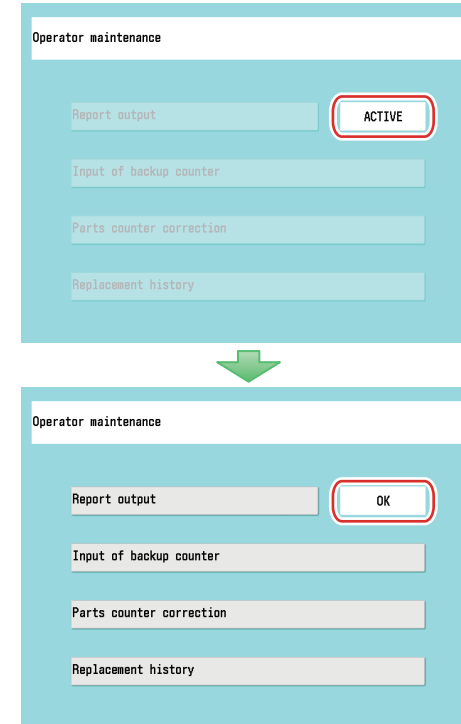 Operator maintenance
Report output ACTIVE
Input of backup counter
Parts counter correction
Replacement history
Operator maintenance
Report output OK
Input of backup counter
Parts counter correction
Replacement history